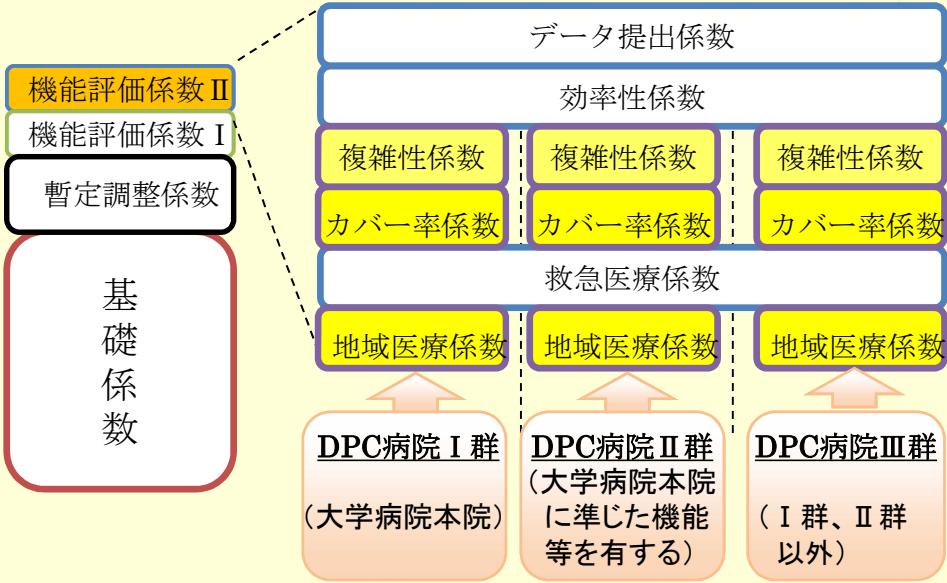 機能評価係数Ⅱ
機能評価係数Ⅰ
暫定調整係数
基
礎
係
数
データ提出係数
効率性係数
複雑性係数 複雑性係数 複雑性係数
カバー率係数 カバー率係数 カバー率係数
救急医療係数
地域医療係数 地域医療係数 地域医療係数
DPC病院Ⅰ群
(大学病院本院)
DPC病院Ⅱ群
(大学病院本院
に準じた機能
等を有する)
DPC病院Ⅲ群
(Ⅰ群、Ⅱ群
以外)